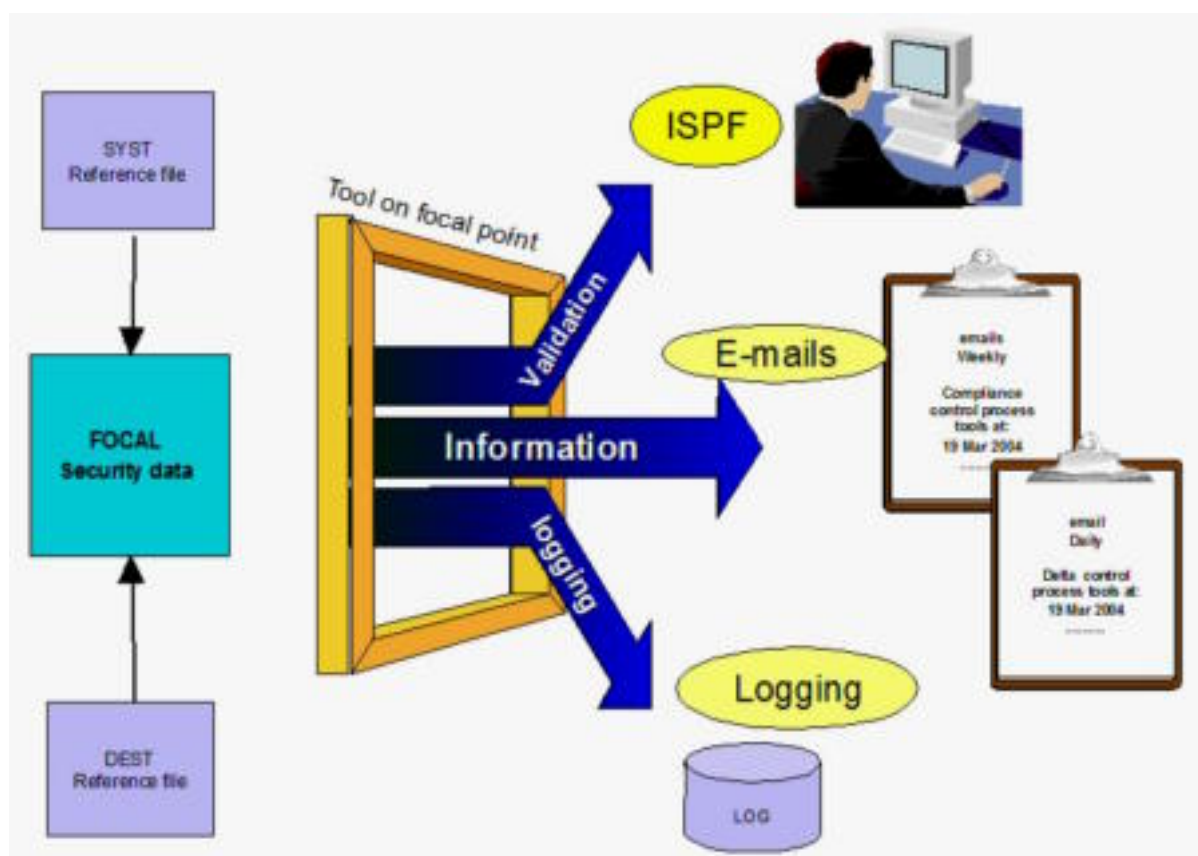 SYST
Reference file
FOCAL
Security data
DEST
Reference file
Tool on focal point
Validation
Information
logging
ISPF
E-mails
emails
Weekly
Compliance
control process
tools at:
19 Mar 2004
email
Daily
Delta control
process tools at:
19 Mar 2004
Logging
LOG